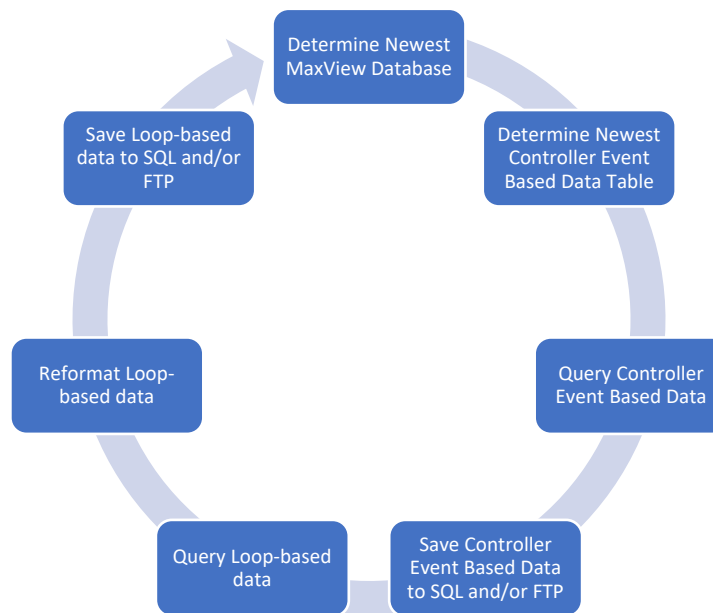 Determine Newest
MaxView Database
Determine Newest
Controller Event
Based Data Table
Query Controller
Event Based Data
Save Controller
Event Based Data
to SQL and/or FTP
Query Loop-based
data
Reformat Loop-
based data
Save Loop-based
data to SQL and/or
FTP